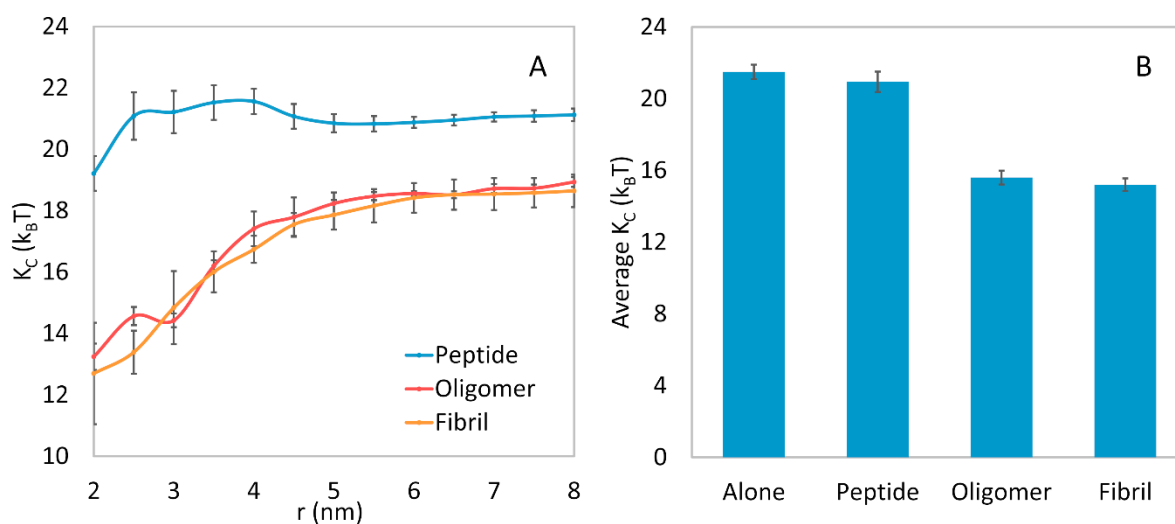 A
K_C (k_BT)
24
22
20
18
16
14
12
10
2 3 4 5 6 7 8
r (nm)
Peptide
Oligomer
Fibril
B
Average K_C (k_BT)
24
20
16
12
8
4
0
Alone Peptide Oligomer Fibril